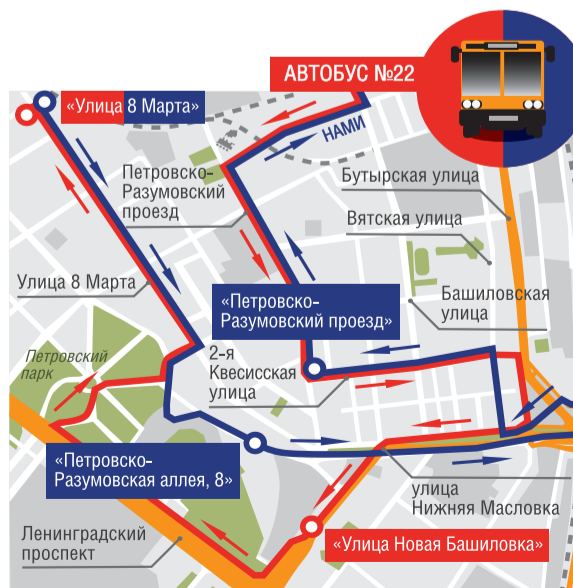 АВТОБУС №22
«Улица 8 Марта»
НАМИ
Петровско-
Разумовский
проезд
Бутырская улица
Вятская улица
Улица 8 Марта
«Петровско-
Разумовский проезд»
Башиловская
улица
Петровский
парк
2-я
Квесисская
улица
«Петровско-
Разумовская аллея, 8»
улица
Нижняя Масловка
Ленинградский
проспект
«Улица Новая Башиловка»